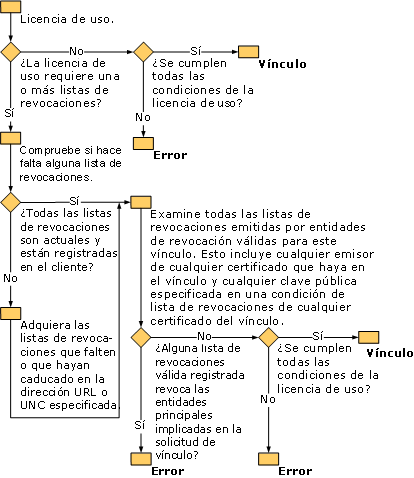 Licencia de uso.
No
Sí
¿La licencia de
uso requiere una
o más listas de
revocaciones?
¿Se cumplen
todas las
condiciones de la
licencia de uso?
Vínculo
Sí
No
Error
Compruebe si hace
falta alguna lista de
revocaciones.
Sí
¿Todas las listas
de revocaciones
son actuales y
están registradas
en el cliente?
No
Examine todas las listas de
revocaciones emitidas por entidades
de revocación válidas para este
vínculo. Esto incluye cualquier emisor
de cualquier certificado que haya en
el vínculo y cualquier clave pública
especificada en una condición de
lista de revocaciones de cualquier
certificado del vínculo.
Adquiera las
listas de revoca-
ciones que falten
o que hayan
caducado en la
dirección URL o
UNC especificada.
No
Sí
¿Alguna lista de
revocaciones
válida registrada
revoca las
entidades
principales
implicadas en la
solicitud de
vínculo?
¿Se cumplen
todas las
condiciones de la
licencia de uso?
Vínculo
Sí
No
Error
Error